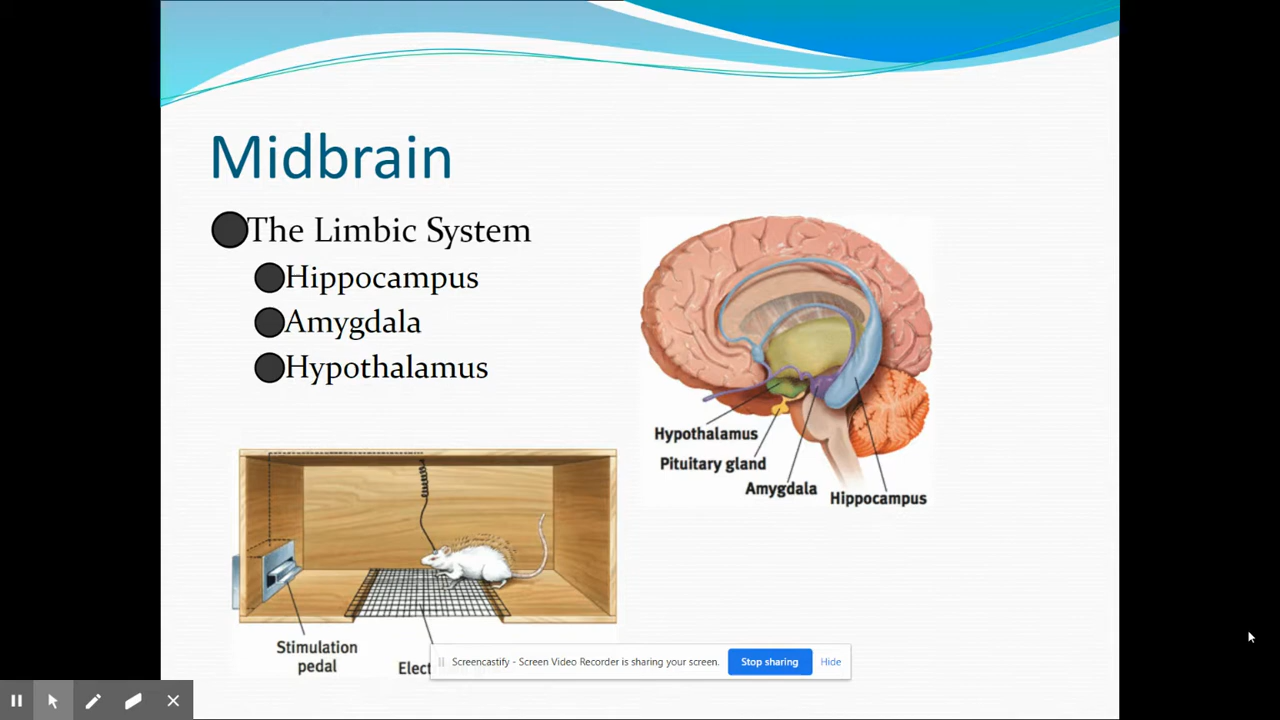 Midbrain
The Limbic System
Hippocampus
Amygdala
Hypothalamus
Hypothalamus
Pituitary gland
Amygdala
Hippocampus
Stimulation
pedal
Elect
Screencastify - Screen Video Recorder is sharing your screen.
Stop sharing
Hide